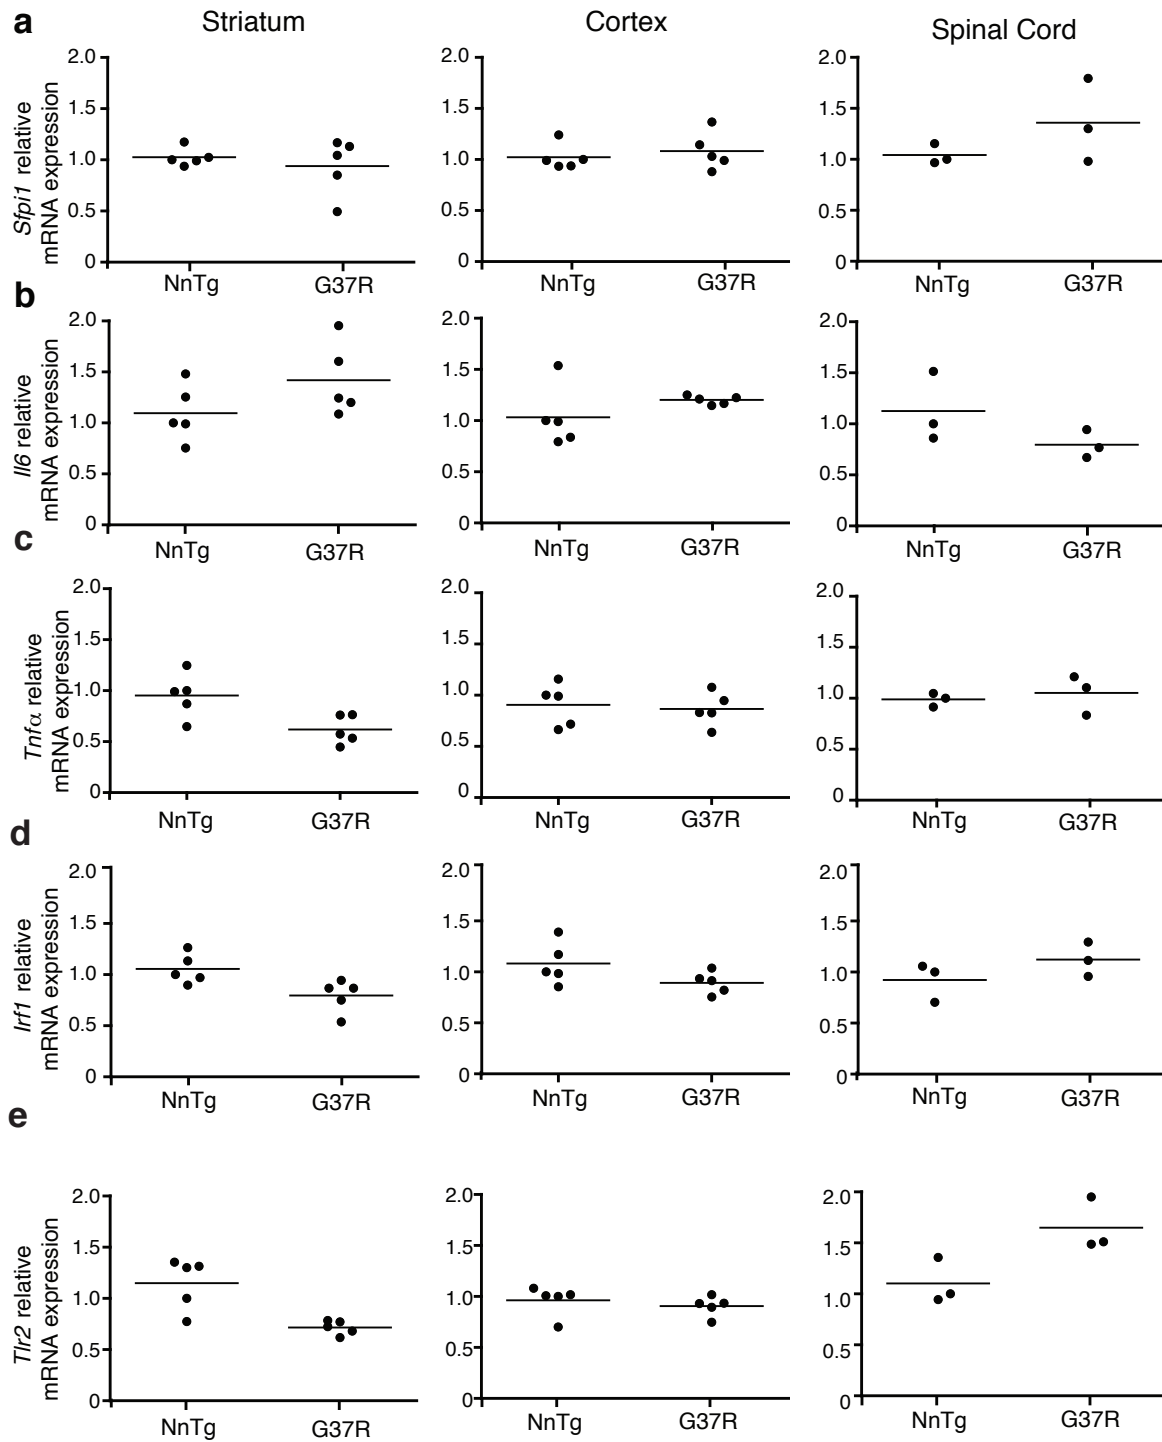 a
Striatum
Cortex
Spinal Cord
Sfpi1 relative
mRNA expression
2.0
1.5
1.0
0.5
0
NnTg
G37R
2.0
1.5
1.0
0.5
0
NnTg
G37R
2.0
1.5
1.0
0.5
0
NnTg
G37R
b
Il6 relative
mRNA expression
2.0
1.5
1.0
0.5
0
NnTg
G37R
2.0
1.5
1.0
0.5
0
NnTg
G37R
2.0
1.5
1.0
0.5
0
NnTg
G37R
c
Tnfα relative
mRNA expression
2.0
1.5
1.0
0.5
0
NnTg
G37R
2.0
1.5
1.0
0.5
0
NnTg
G37R
2.0
1.5
1.0
0.5
0
NnTg
G37R
d
Irf1 relative
mRNA expression
2.0
1.5
1.0
0.5
0
NnTg
G37R
2.0
1.5
1.0
0.5
0
NnTg
G37R
2.0
1.5
1.0
0.5
0
NnTg
G37R
e
Tlr2 relative
mRNA expression
2.0
1.5
1.0
0.5
0
NnTg
G37R
2.0
1.5
1.0
0.5
0
NnTg
G37R
2.0
1.5
1.0
0.5
0
NnTg
G37R